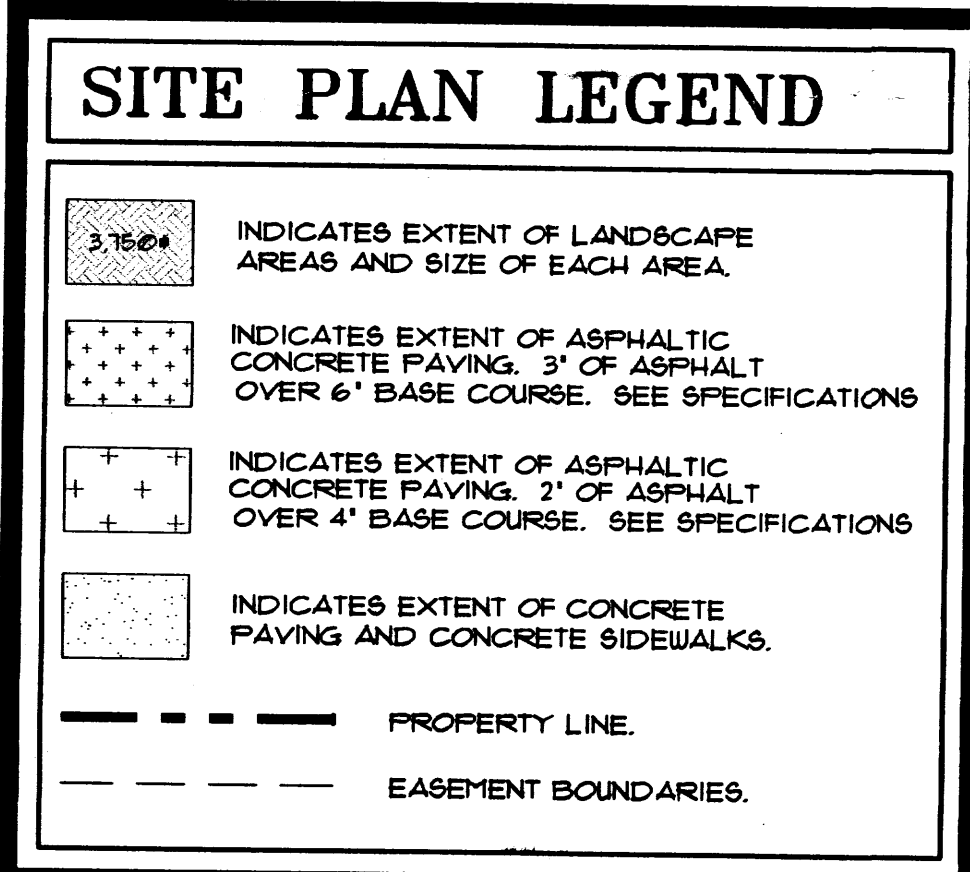 SITE PLAN LEGEND
3,750#
INDICATES EXTENT OF LANDSCAPE
AREAS AND SIZE OF EACH AREA.
INDICATES EXTENT OF ASPHALTIC
CONCRETE PAVING. 3" OF ASPHALT
OVER 6" BASE COURSE. SEE SPECIFICATIONS
INDICATES EXTENT OF ASPHALTIC
CONCRETE PAVING. 2" OF ASPHALT
OVER 4" BASE COURSE. SEE SPECIFICATIONS
INDICATES EXTENT OF CONCRETE
PAVING AND CONCRETE SIDEWALKS.
PROPERTY LINE.
EASEMENT BOUNDARIES.